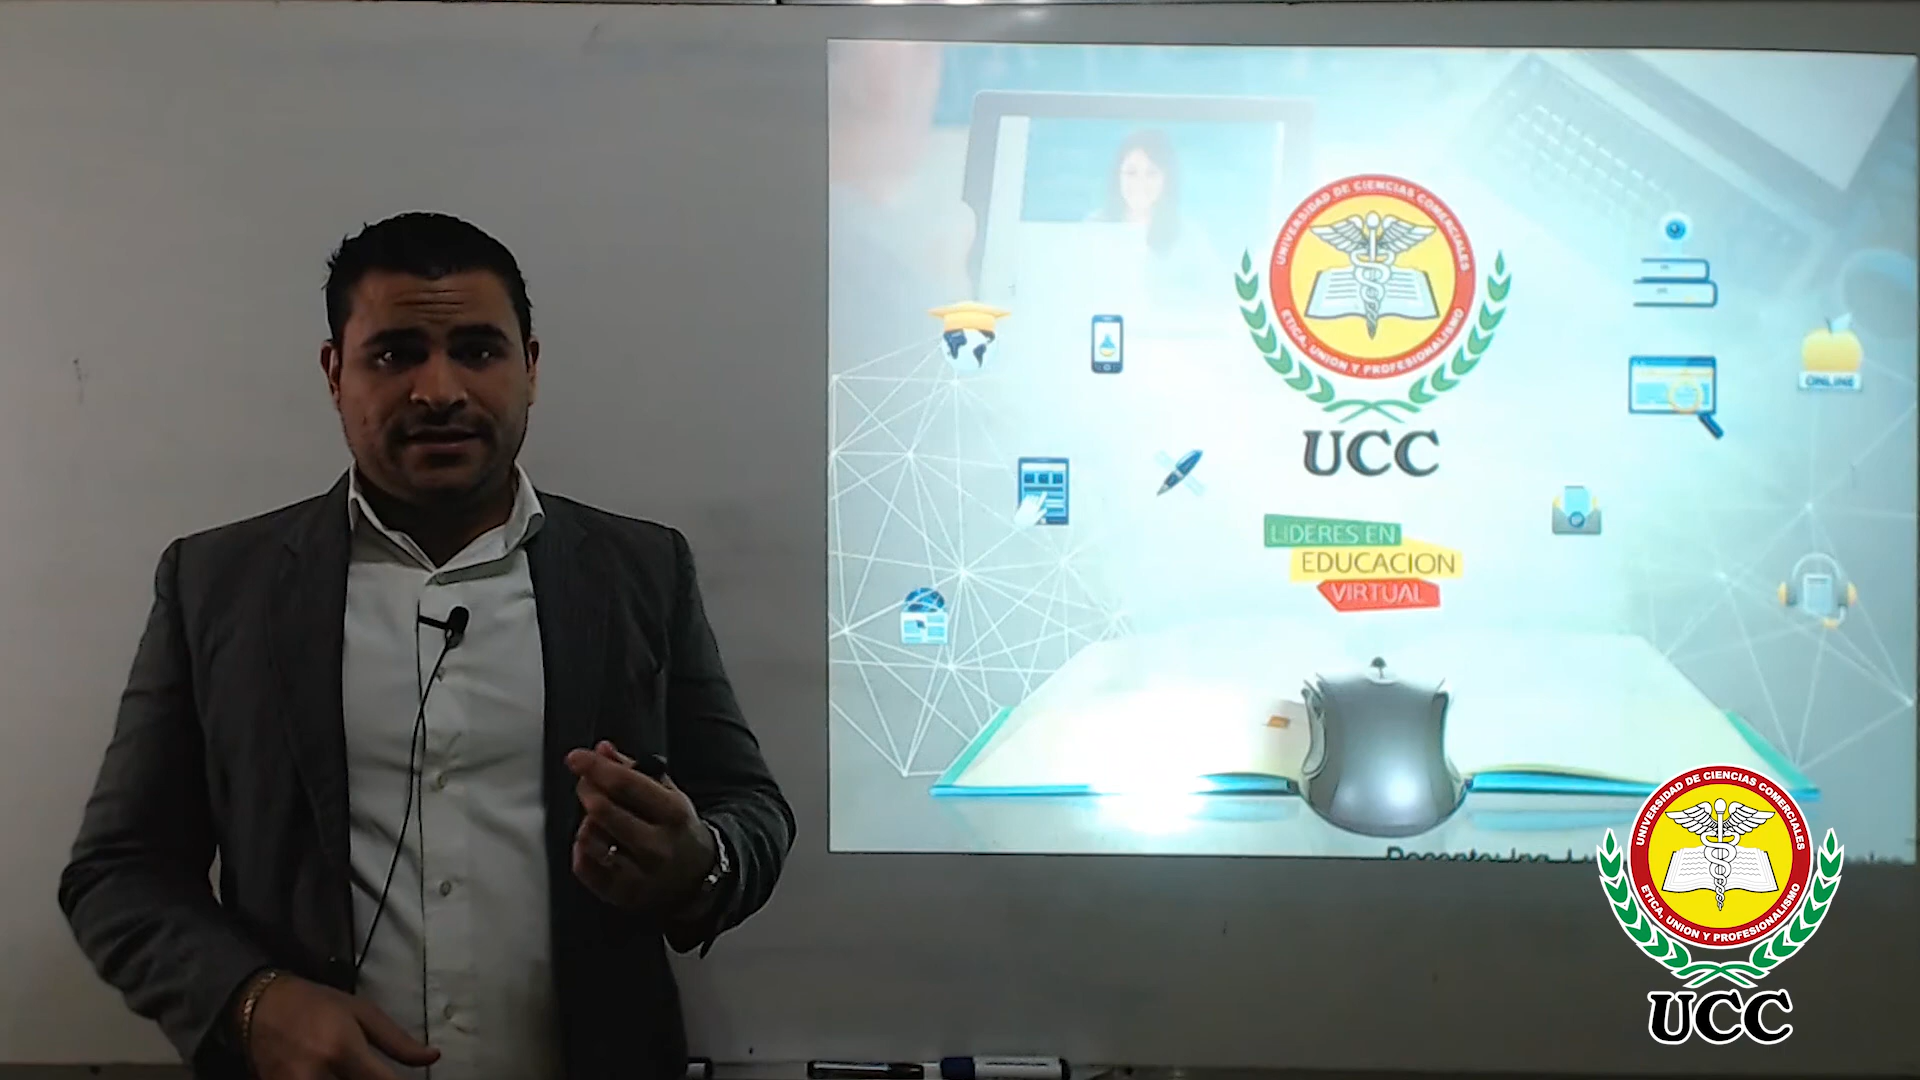 UNIVERSIDAD DE CIENCIAS COMERCIALES
ETICA, UNION Y PROFESIONALISMO
UCC
LIDERES EN
EDUCACION
VIRTUAL
ONLINE
UNIVERSIDAD DE CIENCIAS COMERCIALES
ETICA, UNION Y PROFESIONALISMO
UCC